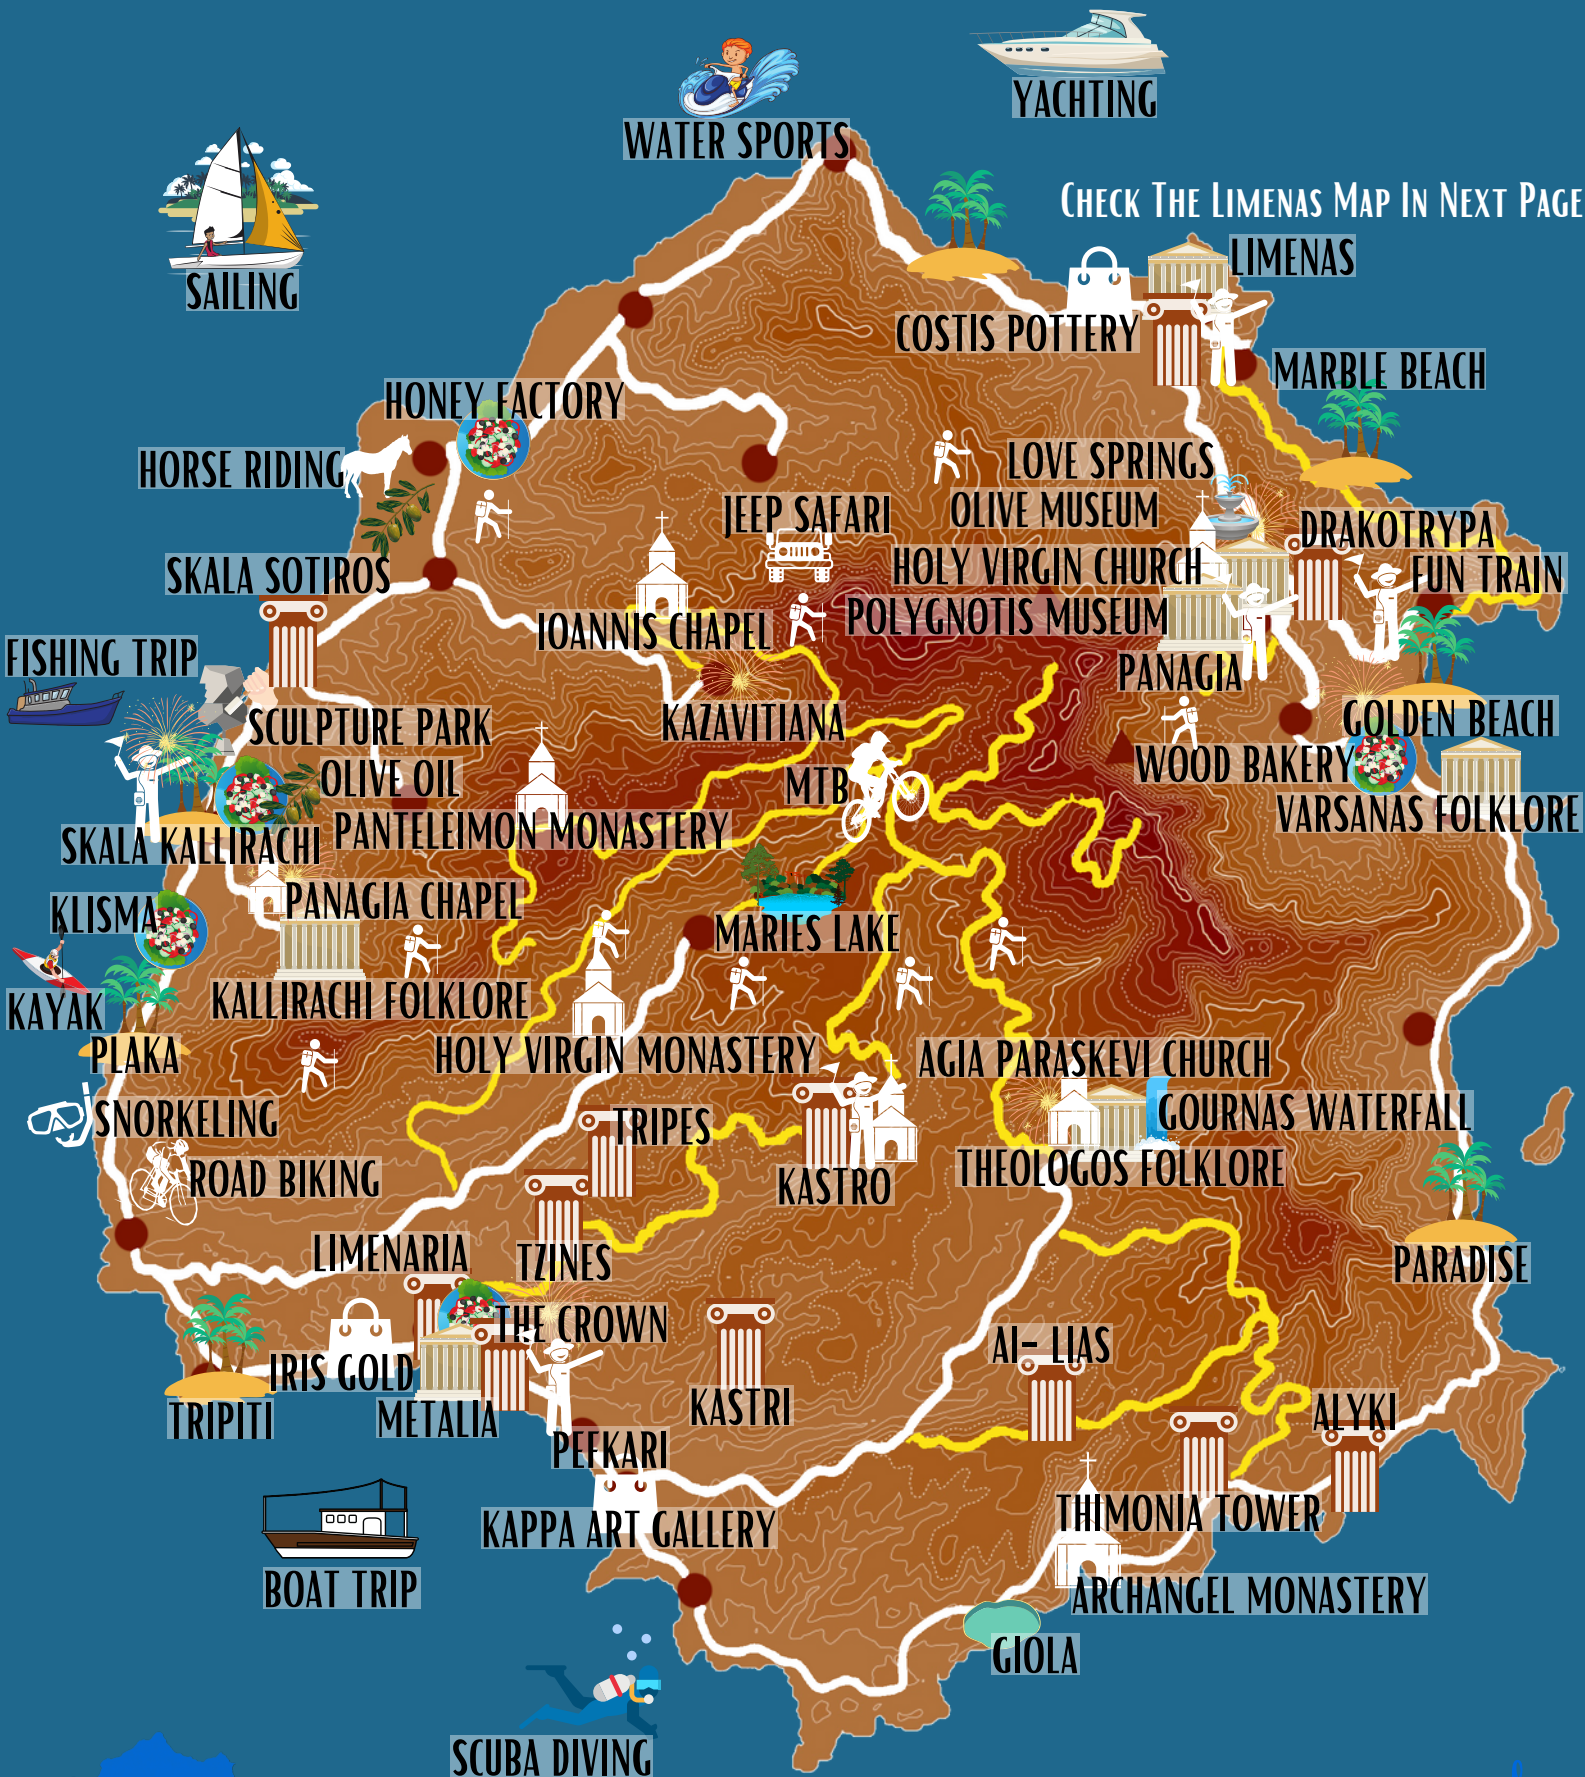 YACHTING
WATER SPORTS
CHECK THE LIMENAS MAP IN NEXT PAGE
LIMENAS
SAILING
COSTIS POTTERY
MARBLE BEACH
HONEY FACTORY
HORSE RIDING
LOVE SPRINGS
OLIVE MUSEUM
JEEP SAFARI
DRAKOTRYPA
HOLY VIRGIN CHURCH
FUN TRAIN
SKALA SOTIROS
POLYGNOTIS MUSEUM
IOANNIS CHAPEL
FISHING TRIP
PANAGIA
SCULPTURE PARK
KAZAVITIANA
GOLDEN BEACH
WOOD BAKERY
OLIVE OIL
MTB
VARSANAS FOLKLORE
PANTELEIMON MONASTERY
SKALA KALLIRACHI
PANAGIA CHAPEL
KLISMA
MARIES LAKE
KALLIRACHI FOLKLORE
KAYAK
PLAKA
HOLY VIRGIN MONASTERY
AGIA PARASKEVI CHURCH
GOURNAS WATERFALL
SNORKELING
TRIPES
THEOLOGOS FOLKLORE
ROAD BIKING
KASTRO
LIMENARIA
TZINES
PARADISE
THE CROWN
AI- LIAS
IRIS GOLD
KASTRI
ALYKI
TRIPITI
METALIA
PEFKARI
THIMONIA TOWER
KAPPA ART GALLERY
BOAT TRIP
ARCHANGEL MONASTERY
GIOLA
SCUBA DIVING